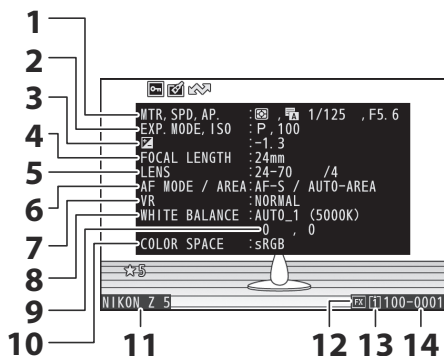 1
2
3
4
5
6
7
8
9
10
11
12
13
14
MTR, SPD, AP. : , 1/125 , F5. 6
EXP. MODE, ISO : P, 100
: -1. 3
FOCAL LENGTH : 24mm
LENS : 24-70 /4
AF MODE / AREA : AF-S / AUTO-AREA
VR : NORMAL
WHITE BALANCE : AUTO_1 (5000K)
: 0 , 0
COLOR SPACE : sRGB
☆5
NIKON Z 5
FX 100-0001